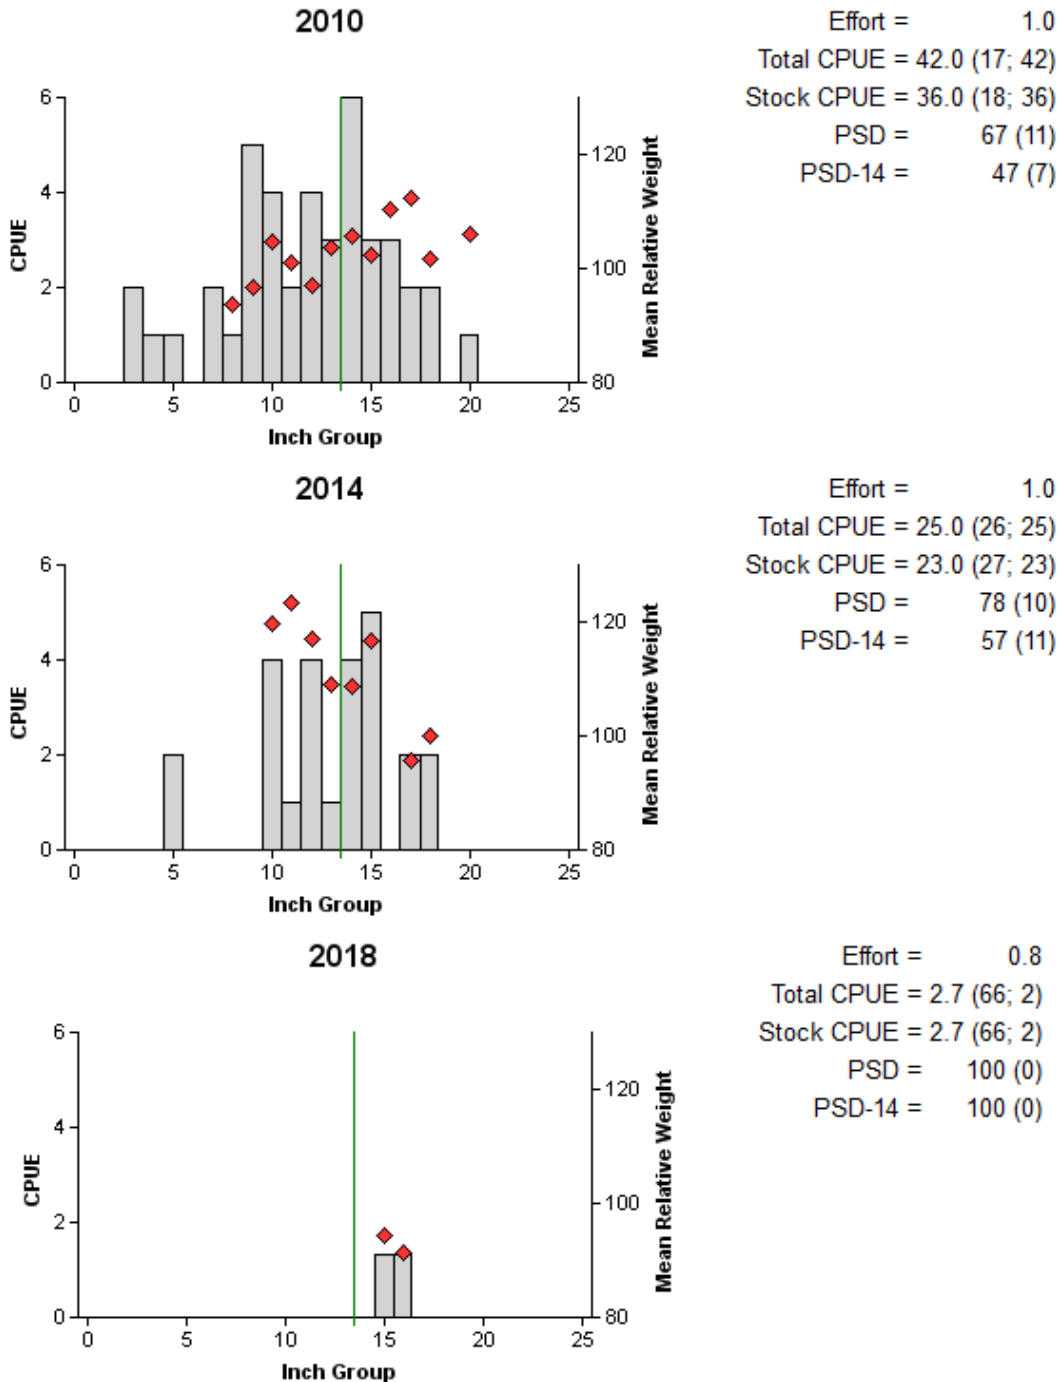 2010
Effort = 1.0
Total CPUE = 42.0 (17; 42)
Stock CPUE = 36.0 (18; 36)
PSD = 67 (11)
PSD-14 = 47 (7)
6
4
2
0
CPUE
120
100
80
Mean Relative Weight
0 5 10 15 20 25
Inch Group
2014
Effort = 1.0
Total CPUE = 25.0 (26; 25)
Stock CPUE = 23.0 (27; 23)
PSD = 78 (10)
PSD-14 = 57 (11)
6
4
2
0
CPUE
120
100
80
Mean Relative Weight
0 5 10 15 20 25
Inch Group
2018
Effort = 0.8
Total CPUE = 2.7 (66; 2)
Stock CPUE = 2.7 (66; 2)
PSD = 100 (0)
PSD-14 = 100 (0)
6
4
2
0
CPUE
120
100
80
Mean Relative Weight
0 5 10 15 20 25
Inch Group